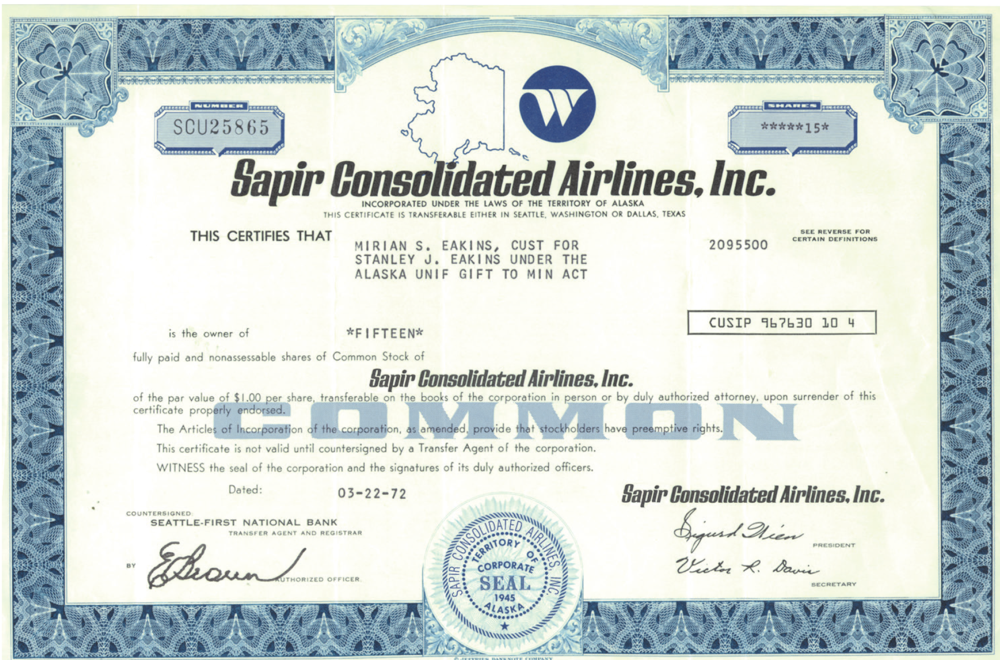 NUMBER
SCU25865
W
SHARES
*****15*
Sapir Consolidated Airlines, Inc.
INCORPORATED UNDER THE LAWS OF THE TERRITORY OF ALASKA
THIS CERTIFICATE IS TRANSFERABLE EITHER IN SEATTLE, WASHINGTON OR DALLAS, TEXAS
THIS CERTIFIES THAT
SEE REVERSE FOR
CERTAIN DEFINITIONS
MIRIAN S. EAKINS, CUST FOR
STANLEY J. EAKINS UNDER THE
ALASKA UNIF GIFT TO MIN ACT
2095500
CUSIP 967630 10 4
is the owner of *FIFTEEN*
fully paid and nonassessable shares of Common Stock of
Sapir Consolidated Airlines, Inc.
of the par value of $1.00 per share, transferable on the books of the corporation in person or by duly authorized attorney, upon surrender of this
certificate properly endorsed.
COMMON
The Articles of Incorporation of the corporation, as amended, provide that stockholders have preemptive rights.
This certificate is not valid until countersigned by a Transfer Agent of the corporation.
WITNESS the seal of the corporation and the signatures of its duly authorized officers.
Dated: 03-22-72
COUNTERSIGNED:
SEATTLE-FIRST NATIONAL BANK
TRANSFER AGENT AND REGISTRAR
BY E Brown
AUTHORIZED OFFICER.
SAPIR CONSOLIDATED AIRLINES, INC.
TERRITORY OF
CORPORATE
SEAL
1945
ALASKA
Sapir Consolidated Airlines, Inc.
Sigurd Wien
PRESIDENT
Victor R. Davis
SECRETARY
© JEFFRIES BANKNOTE COMPANY